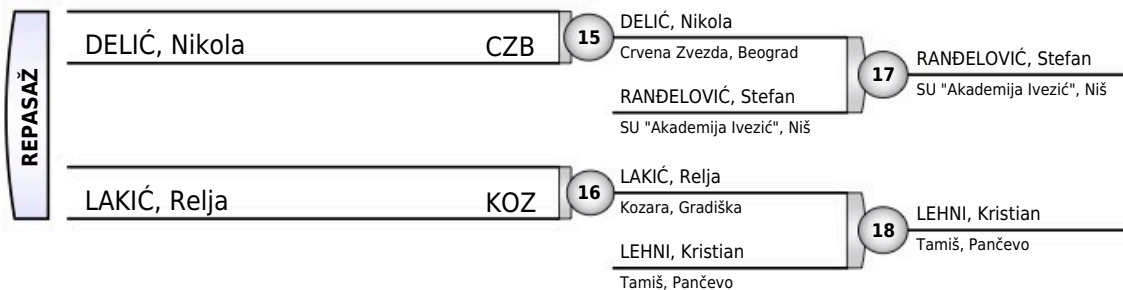 REPASAŽ
DELIĆ, Nikola CZB
15
DELIĆ, Nikola
Crvena Zvezda, Beograd
RANĐELOVIĆ, Stefan
SU "Akademija Ivezić", Niš
17
RANĐELOVIĆ, Stefan
SU "Akademija Ivezić", Niš
LAKIĆ, Relja KOZ
16
LAKIĆ, Relja
Kozara, Gradiška
LEHNI, Kristian
Tamiš, Pančevo
18
LEHNI, Kristian
Tamiš, Pančevo